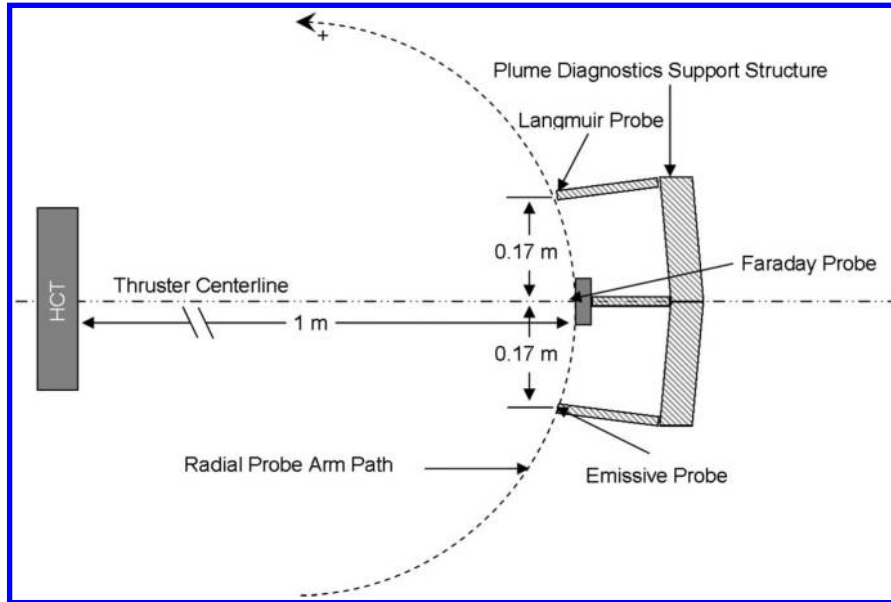 +
Plume Diagnostics Support Structure
Langmuir Probe
0.17 m
Faraday Probe
Thruster Centerline
HCT
1 m
0.17 m
Radial Probe Arm Path
Emissive Probe